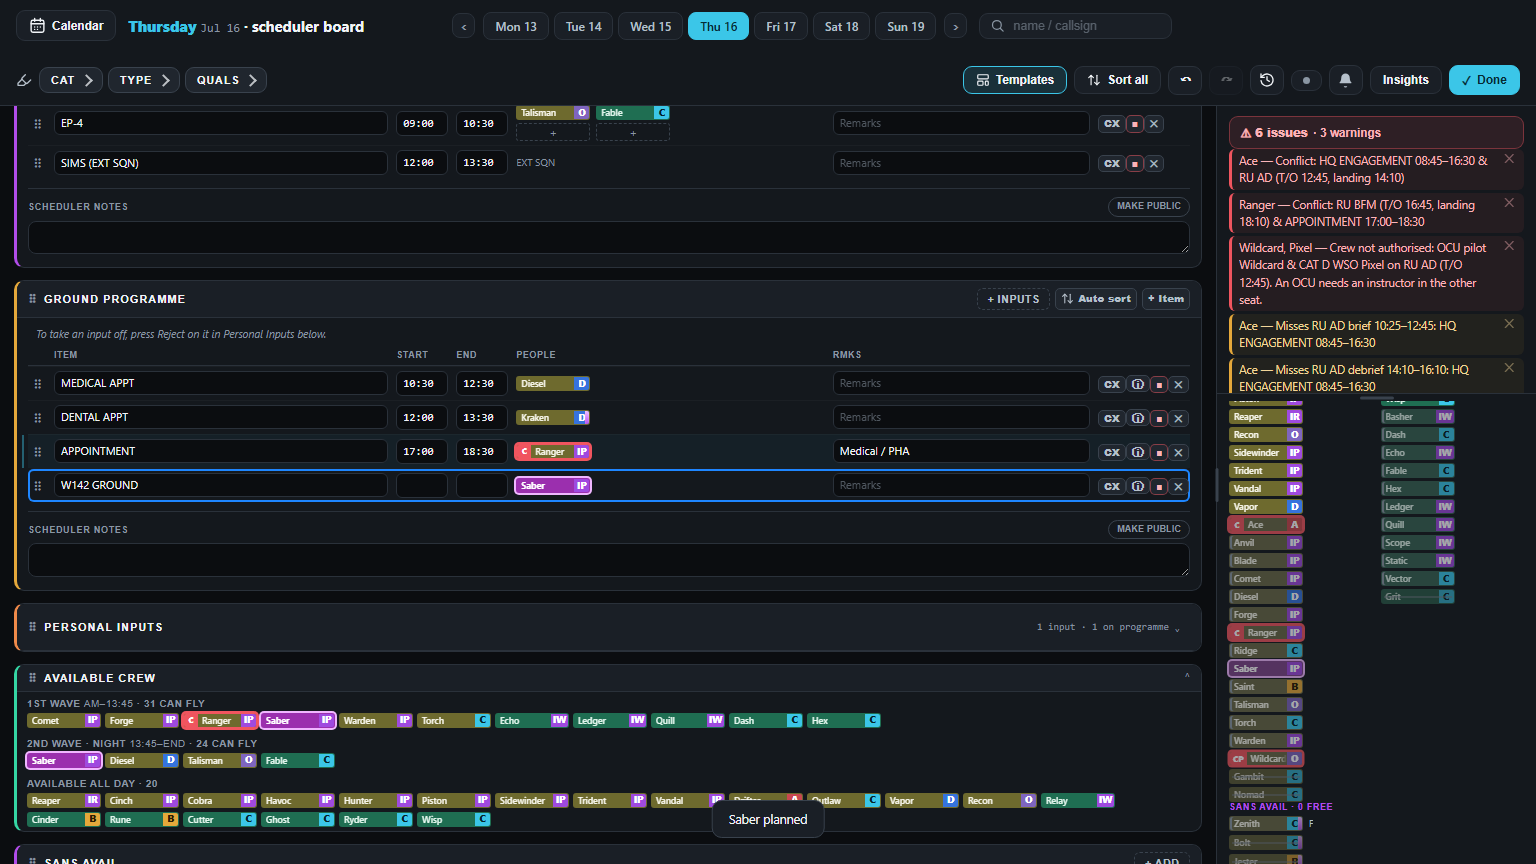 Calendar
Thursday Jul 16 · scheduler board
‹ Mon 13 Tue 14 Wed 15 Thu 16 Fri 17 Sat 18 Sun 19 ›
name / callsign
CAT TYPE QUALS
Templates Sort all Insights ✓ Done
Talisman O Fable C
EP-4 09:00 10:30 + + Remarks CX
SIMS (EXT SQN) 12:00 13:30 EXT SQN Remarks CX
SCHEDULER NOTES MAKE PUBLIC
GROUND PROGRAMME + INPUTS Auto sort + Item
To take an input off, press Reject on it in Personal Inputs below.
ITEM START END PEOPLE RMKS
MEDICAL APPT 10:30 12:30 Diesel D Remarks CX
DENTAL APPT 12:00 13:30 Kraken D Remarks CX
APPOINTMENT 17:00 18:30 C Ranger IP Medical / PHA CX
W142 GROUND Saber IP Remarks CX
SCHEDULER NOTES MAKE PUBLIC
PERSONAL INPUTS 1 input · 1 on programme
AVAILABLE CREW
1ST WAVE AM–13:45 · 31 CAN FLY
Comet IP Forge IP C Ranger IP Saber IP Warden IP Torch C Echo IW Ledger IW Quill IW Dash C Hex C
2ND WAVE · NIGHT 13:45–END · 24 CAN FLY
Saber IP Diesel D Talisman O Fable C
AVAILABLE ALL DAY · 20
Reaper IR Cinch IP Cobra IP Havoc IP Hunter IP Piston IP Sidewinder IP Trident IP Vandal IP Drifter A Outlaw C Vapor D Recon O Relay IW
Cinder B Rune B Cutter C Ghost C Ryder C Wisp C
Saber planned
SANS AVAIL + ADD
⚠ 6 issues · 3 warnings
Ace — Conflict: HQ ENGAGEMENT 08:45–16:30 &
RU AD (T/O 12:45, landing 14:10)
Ranger — Conflict: RU BFM (T/O 16:45, landing
18:10) & APPOINTMENT 17:00–18:30
Wildcard, Pixel — Crew not authorised: OCU pilot
Wildcard & CAT D WSO Pixel on RU AD (T/O
12:45). An OCU needs an instructor in the other
seat.
Ace — Misses RU AD brief 10:25–12:45: HQ
ENGAGEMENT 08:45–16:30
Ace — Misses RU AD debrief 14:10–16:10: HQ
ENGAGEMENT 08:45–16:30
Reaper IR Basher IW
Recon O Dash C
Sidewinder IP Echo IW
Trident IP Fable C
Vandal IP Hex C
Vapor D Ledger IW
C Ace A Quill IW
Anvil IP Scope IW
Blade IP Static IW
Comet IP Vector C
Diesel D Grit C
Forge IP
C Ranger IP
Ridge C
Saber IP
Saint B
Talisman O
Torch C
Warden IP
CP Wildcard O
Gambit C
Nomad C
SANS AVAIL · 0 FREE
Zenith C F
Bolt C
Jester B